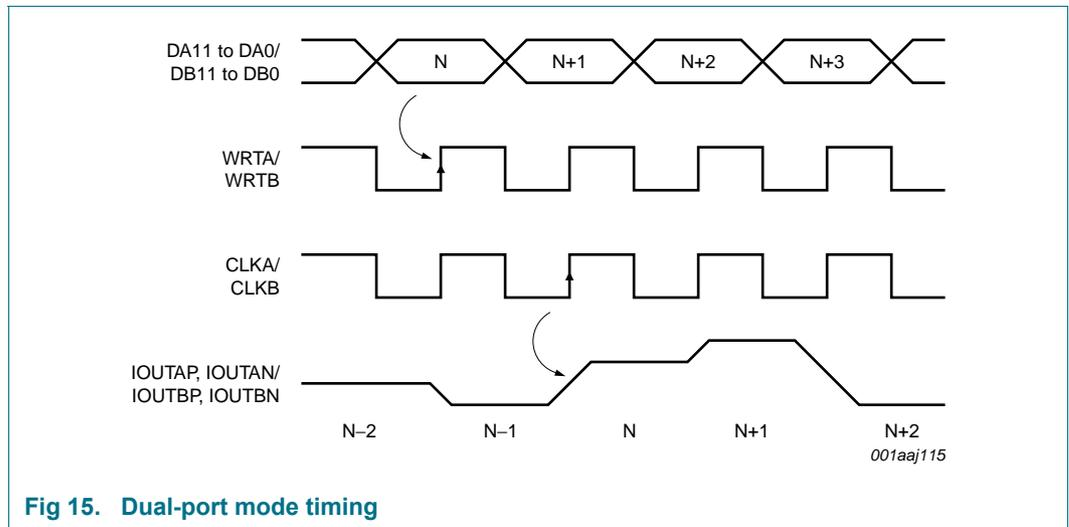 DA11 to DA0/
DB11 to DB0
N
N+1
N+2
N+3
WRTA/
WRTB
CLKA/
CLKB
IOUTAP, IOUTAN/
IOUTBP, IOUTBN
N−2
N−1
N
N+1
N+2
001aaj115
Fig 15. Dual-port mode timing